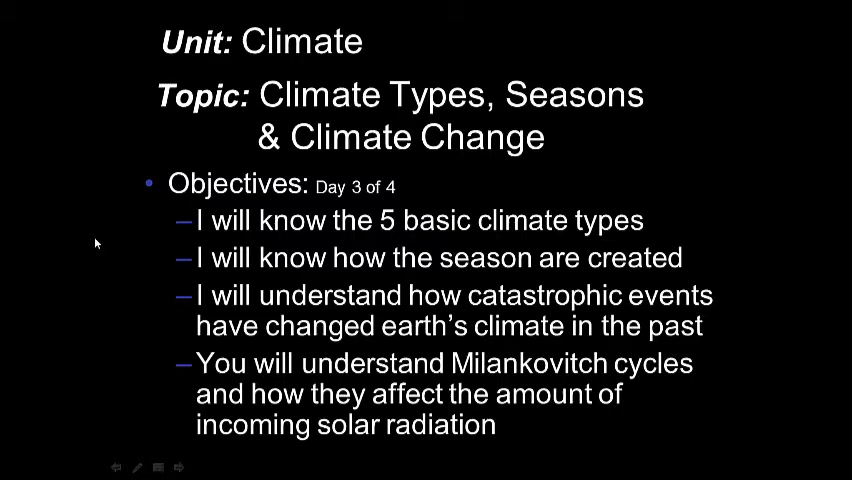 Unit: Climate
Topic: Climate Types, Seasons
& Climate Change
• Objectives: Day 3 of 4
–I will know the 5 basic climate types
–I will know how the season are created
–I will understand how catastrophic events
have changed earth's climate in the past
–You will understand Milankovitch cycles
and how they affect the amount of
incoming solar radiation